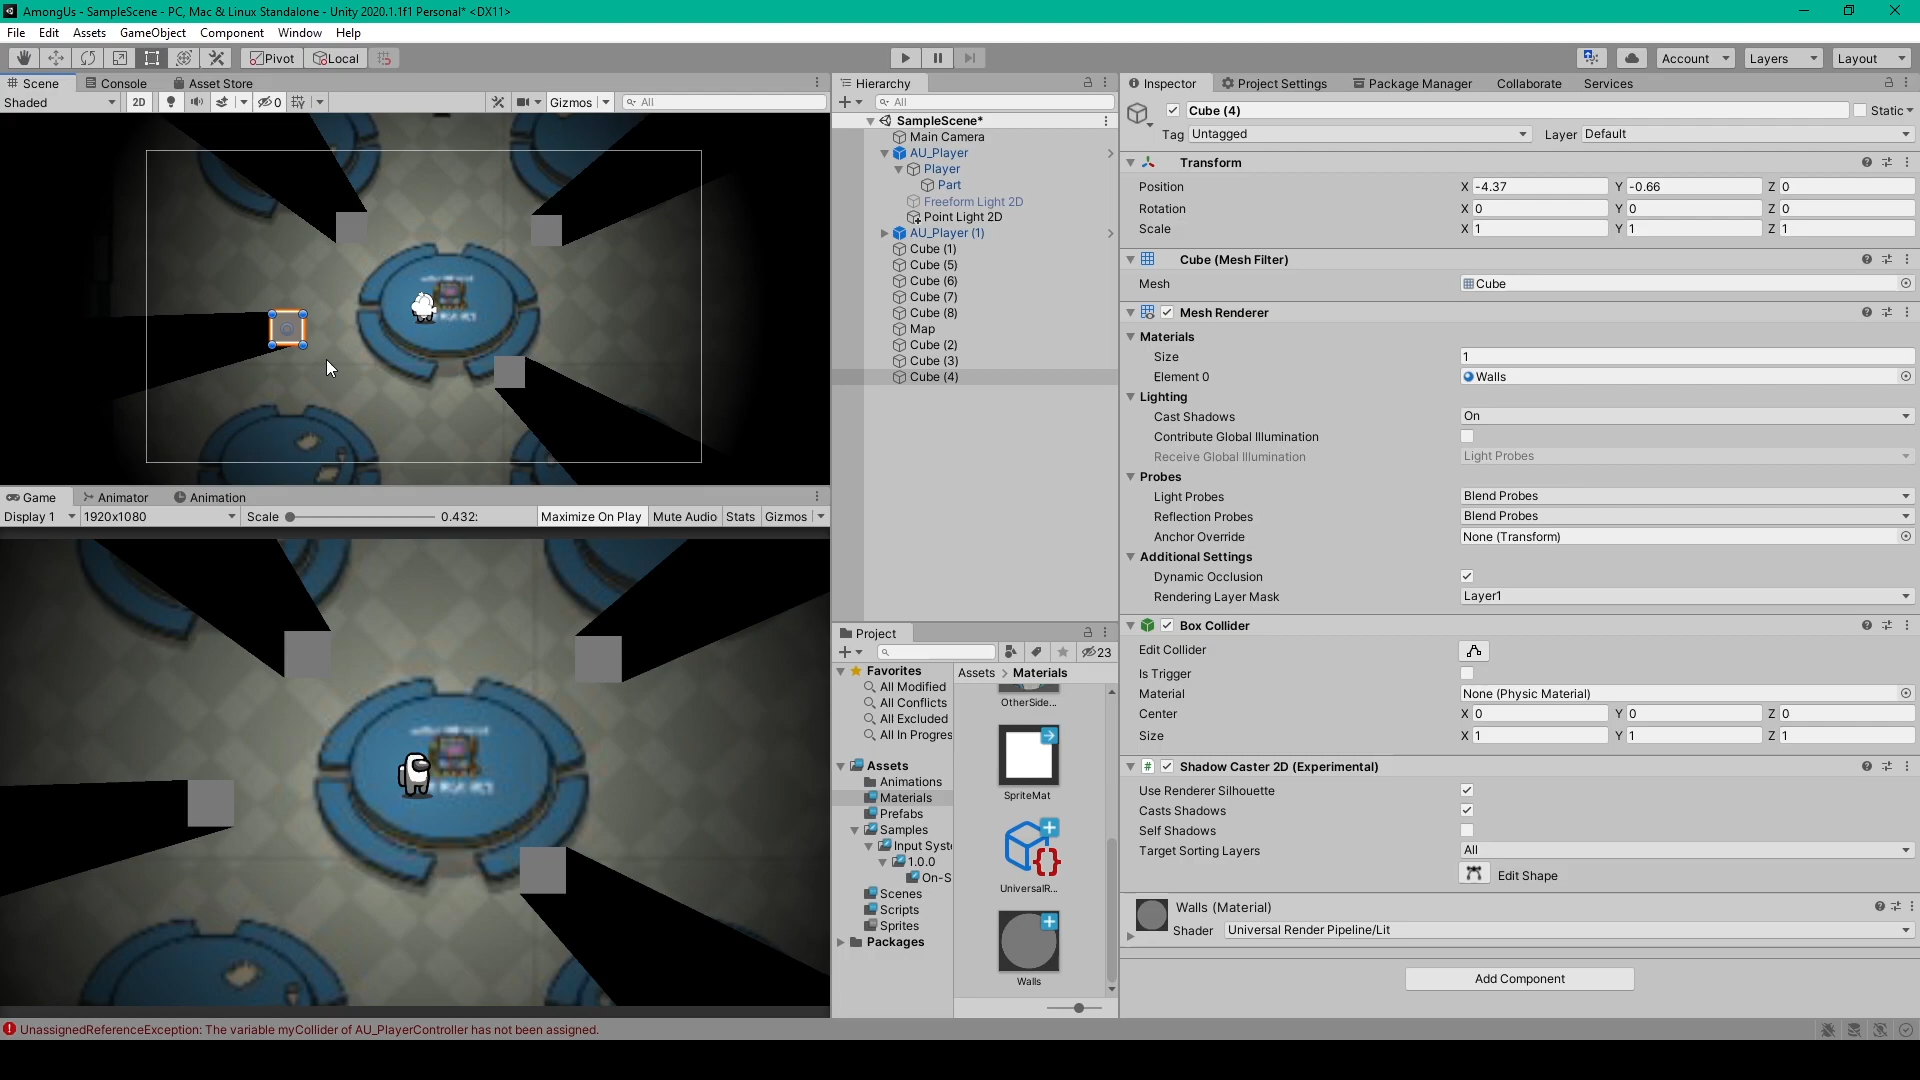 AmongUs - SampleScene - PC, Mac & Linux Standalone - Unity 2020.1.1f1 Personal* <DX11>
File Edit Assets GameObject Component Window Help
Pivot Local Account Layers Layout
Scene Console Asset Store
Shaded 2D 0 Gizmos All
Game Animator Animation
Display 1 1920x1080 Scale 0.432: Maximize On Play Mute Audio Stats Gizmos
Hierarchy
All
SampleScene*
Main Camera
AU_Player
Player
Part
Freeform Light 2D
Point Light 2D
AU_Player (1)
Cube (1)
Cube (5)
Cube (6)
Cube (7)
Cube (8)
Map
Cube (2)
Cube (3)
Cube (4)
Project
23
Favorites
All Modified
All Conflicts
All Excluded
All In Progres
Assets
Animations
Materials
Prefabs
Samples
Input Syst
1.0.0
On-S
Scenes
Scripts
Sprites
Packages
Assets > Materials
OtherSide...
SpriteMat
UniversalR...
Walls
Inspector Project Settings Package Manager Collaborate Services
Cube (4) Static
Tag Untagged Layer Default
Transform
Position X -4.37 Y -0.66 Z 0
Rotation X 0 Y 0 Z 0
Scale X 1 Y 1 Z 1
Cube (Mesh Filter)
Mesh Cube
Mesh Renderer
Materials
Size 1
Element 0 Walls
Lighting
Cast Shadows On
Contribute Global Illumination
Receive Global Illumination Light Probes
Probes
Light Probes Blend Probes
Reflection Probes Blend Probes
Anchor Override None (Transform)
Additional Settings
Dynamic Occlusion
Rendering Layer Mask Layer1
Box Collider
Edit Collider
Is Trigger
Material None (Physic Material)
Center X 0 Y 0 Z 0
Size X 1 Y 1 Z 1
# Shadow Caster 2D (Experimental)
Use Renderer Silhouette
Casts Shadows
Self Shadows
Target Sorting Layers All
Edit Shape
Walls (Material)
Shader Universal Render Pipeline/Lit
Add Component
UnassignedReferenceException: The variable myCollider of AU_PlayerController has not been assigned.